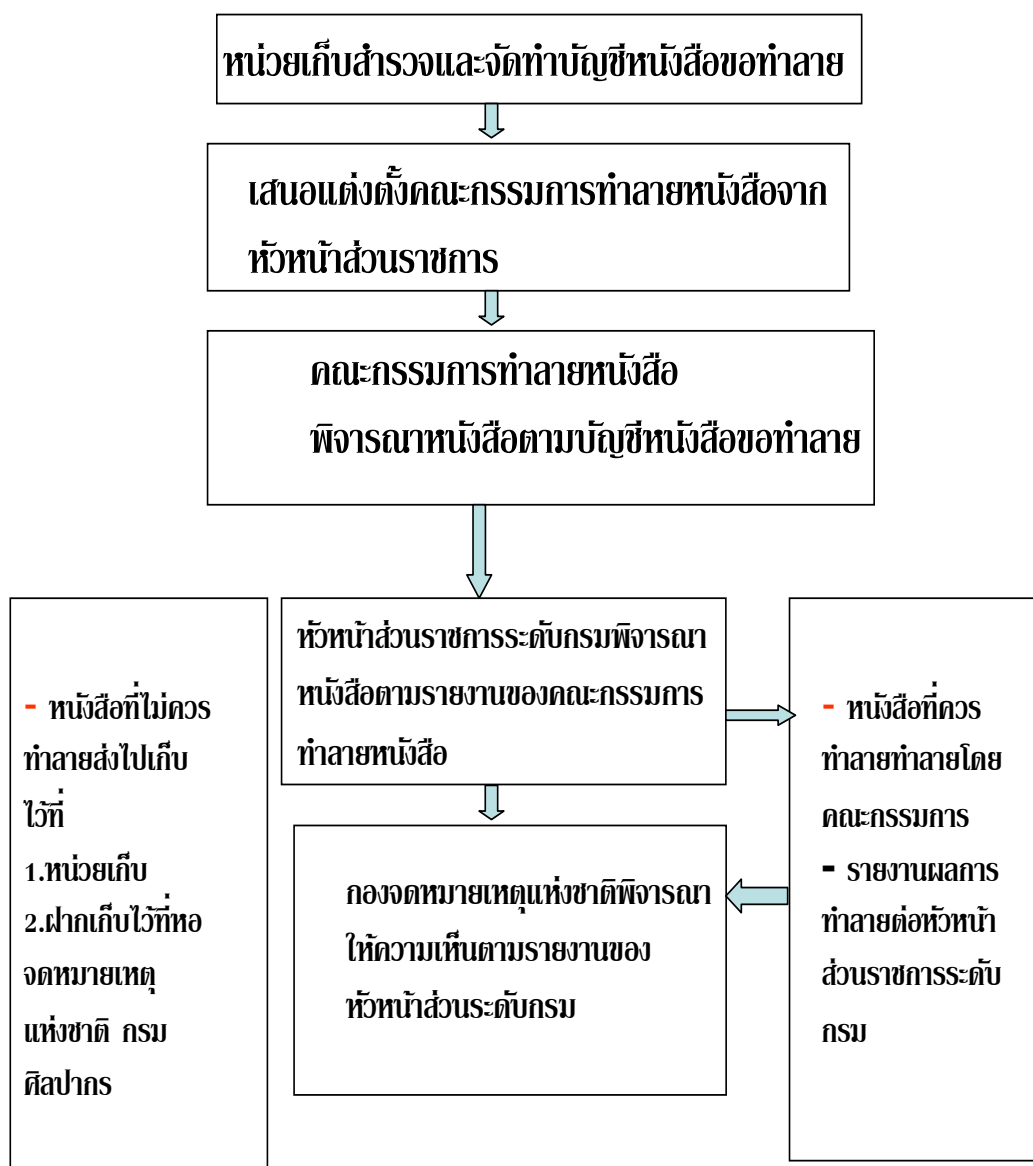 หน่วยเก็บสำรวจและจัดทำบัญชีหนังสือขอทำลาย
เสนอแต่งตั้งคณะกรรมการทำลายหนังสือจาก
หัวหน้าส่วนราชการ
คณะกรรมการทำลายหนังสือ
พิจารณาหนังสือตามบัญชีหนังสือขอทำลาย
- หนังสือที่ไม่ควร
ทำลายส่งไปเก็บ
ไว้ที่
1.หน่วยเก็บ
2.ฝากเก็บไว้ที่หอ
จดหมายเหตุ
แห่งชาติ กรม
ศิลปากร
หัวหน้าส่วนราชการระดับกรมพิจารณา
หนังสือตามรายงานของคณะกรรมการ
ทำลายหนังสือ
กองจดหมายเหตุแห่งชาติพิจารณา
ให้ความเห็นตามรายงานของ
หัวหน้าส่วนระดับกรม
- หนังสือที่ควร
ทำลายทำลายโดย
คณะกรรมการ
- รายงานผลการ
ทำลายต่อหัวหน้า
ส่วนราชการระดับ
กรม